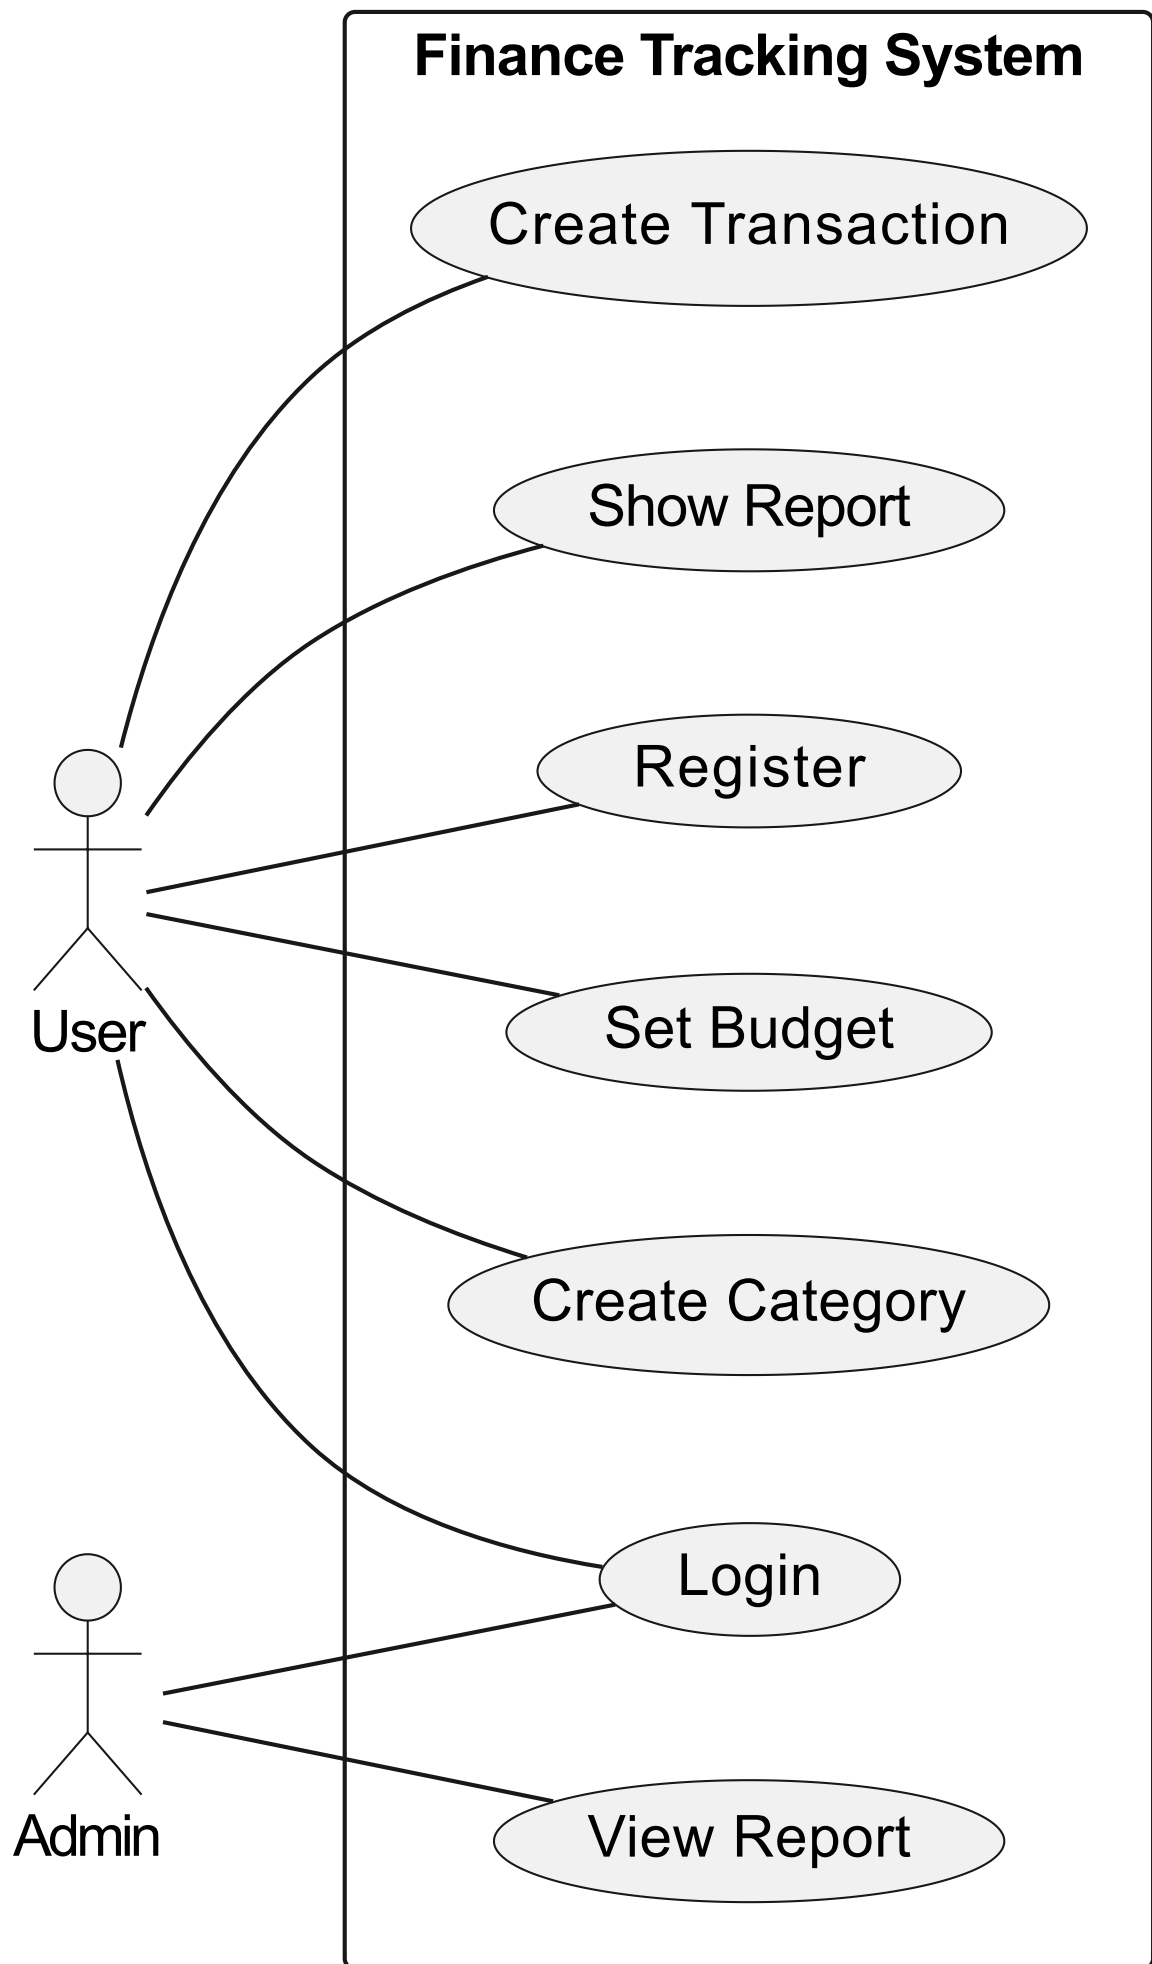 Finance Tracking System
Create Transaction
Show Report
Register
Set Budget
User
Create Category
Login
Admin
View Report